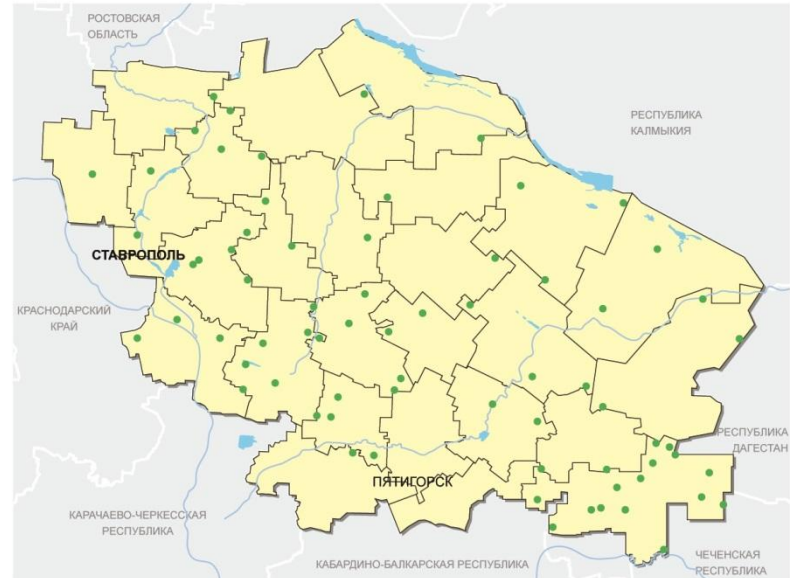 РОСТОВСКАЯ
ОБЛАСТЬ
РЕСПУБЛИКА
КАЛМЫКИЯ
СТАВРОПОЛЬ
КРАСНОДАРСКИЙ
КРАЙ
РЕСПУБЛИКА
ДАГЕСТАН
ПЯТИГОРСК
КАРАЧАЕВО-ЧЕРКЕССКАЯ
РЕСПУБЛИКА
КАБАРДИНО-БАЛКАРСКАЯ РЕСПУБЛИКА
ЧЕЧЕНСКАЯ
РЕСПУБЛИКА